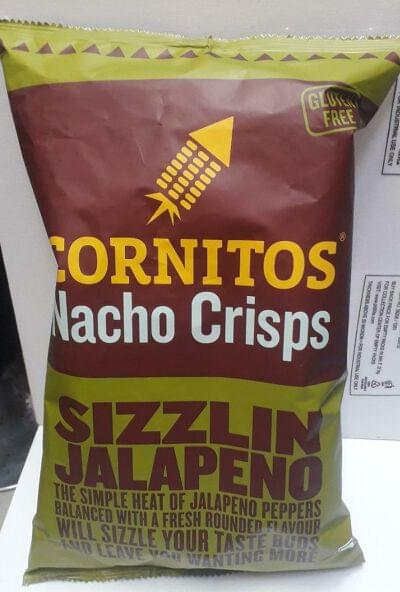 GLUTEN
FREE
CORNITOS®
Nacho Crisps
SIZZLIN
JALAPENO
THE SIMPLE HEAT OF JALAPENO PEPPERS
BALANCED WITH A FRESH ROUNDED FLAVOUR
WILL SIZZLE YOUR TASTE BUDS
AND LEAVE YOU WANTING MORE